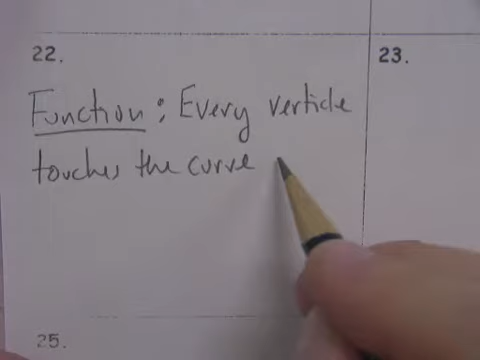 22.
23.
Function: Every verticle
touches the curve
25.